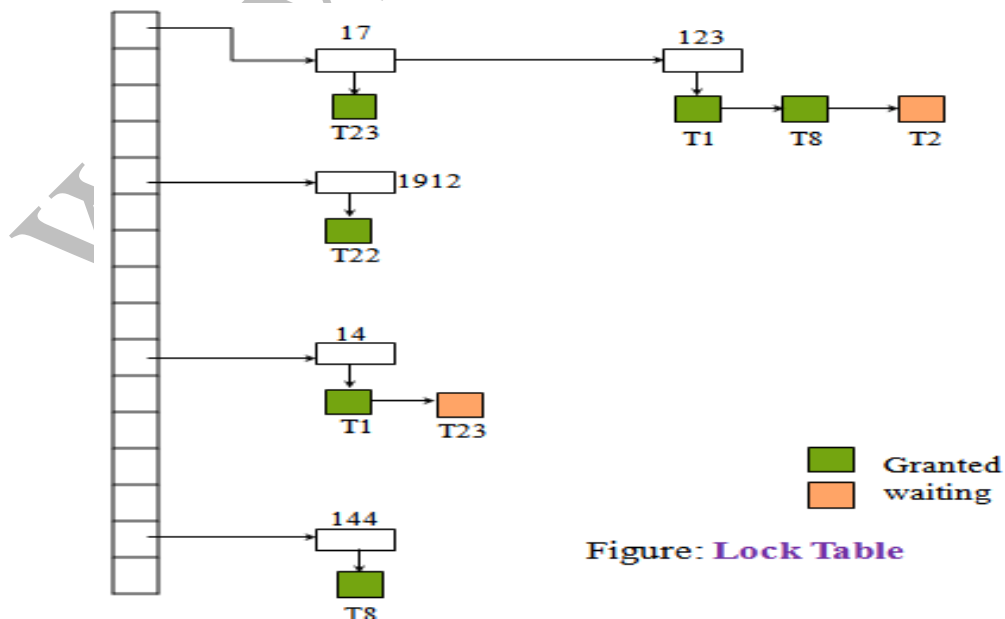 17
123
T23
T1
T8
T2
1912
T22
14
T1
T23
Granted
waiting
144
Figure: Lock Table
T8